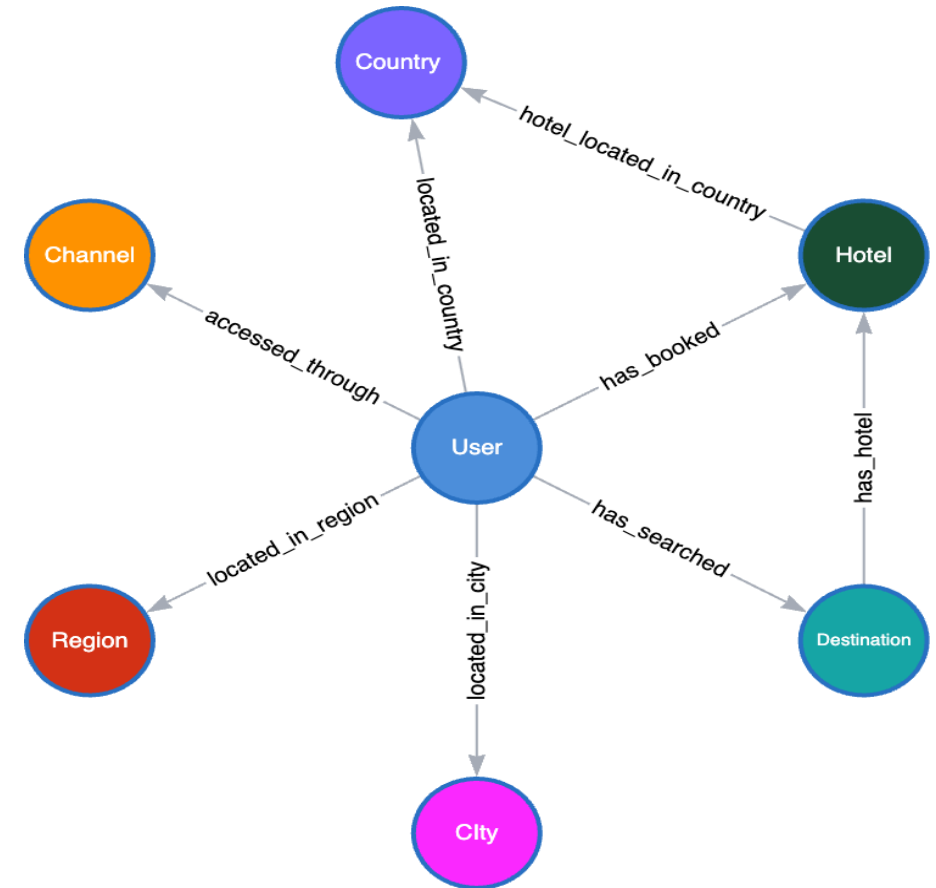 Country
hotel_located_in_country
located_in_country
Channel
Hotel
accessed_through
has_booked
User
has_hotel
located_in_region
has_searched
located_in_city
Region
Destination
CIty